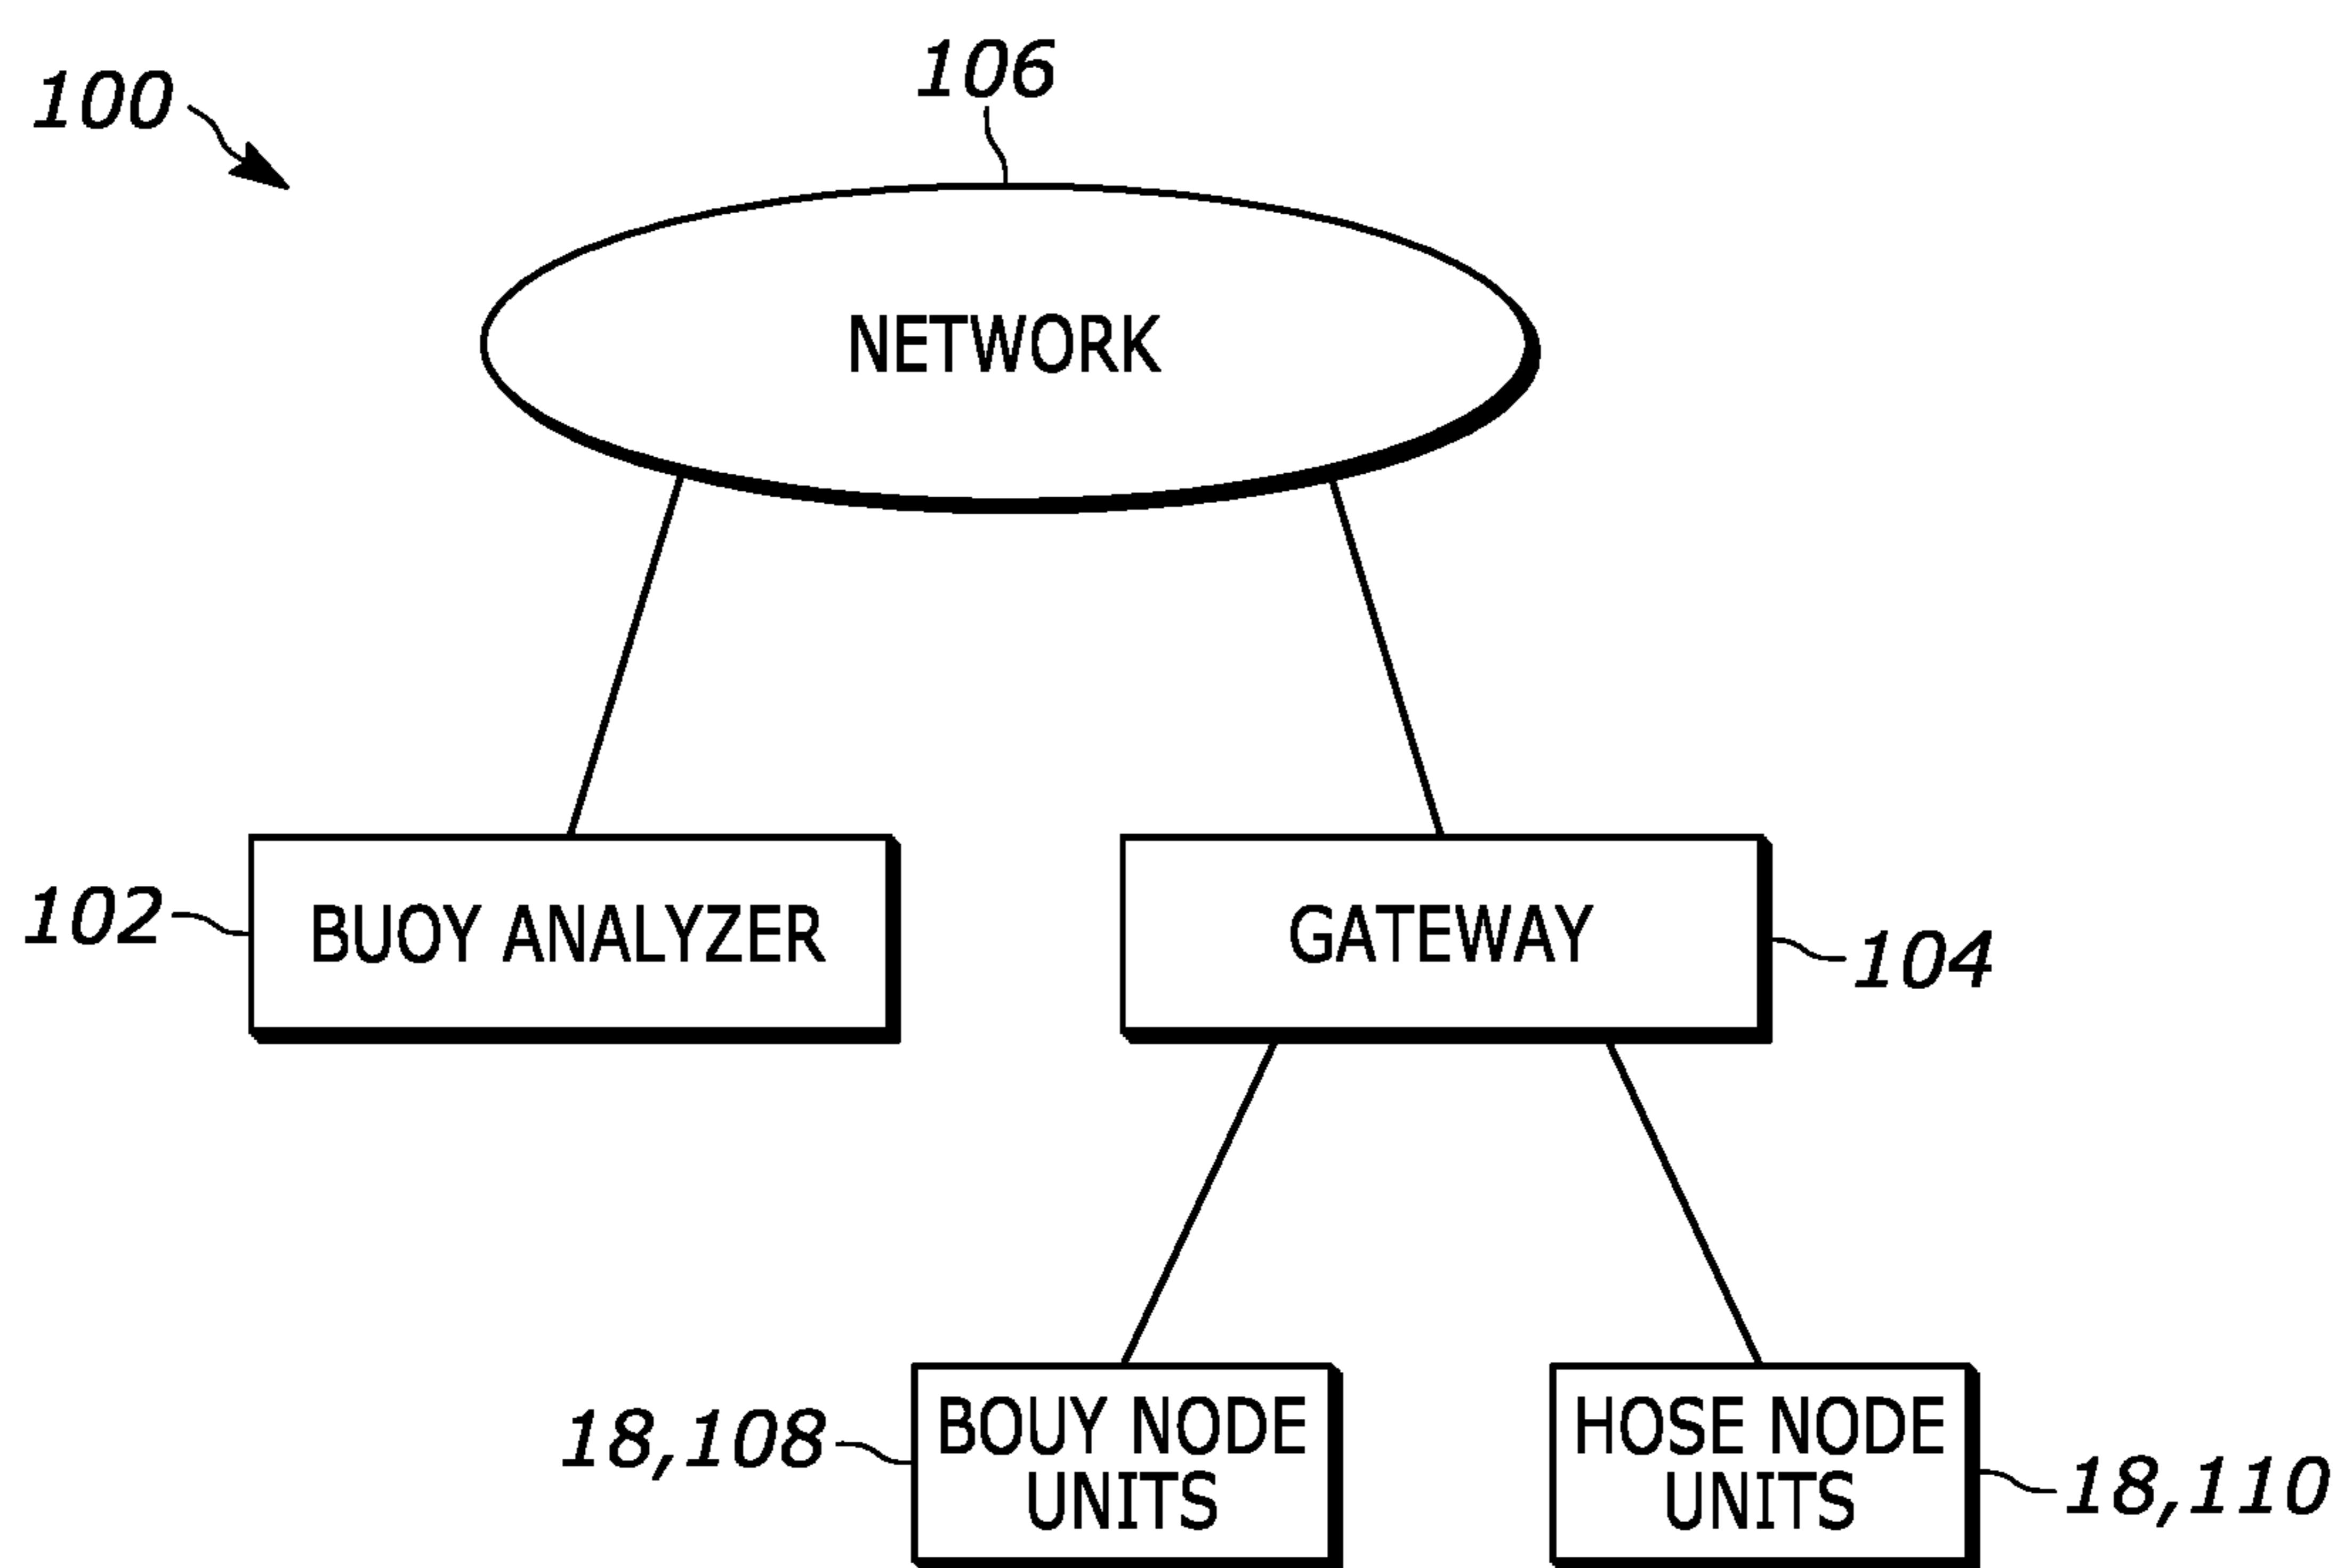 106
100
NETWORK
BUOY ANALYZER
GATEWAY
102
104
BOUY NODE
UNITS
HOSE NODE
UNITS
18,108
18,110